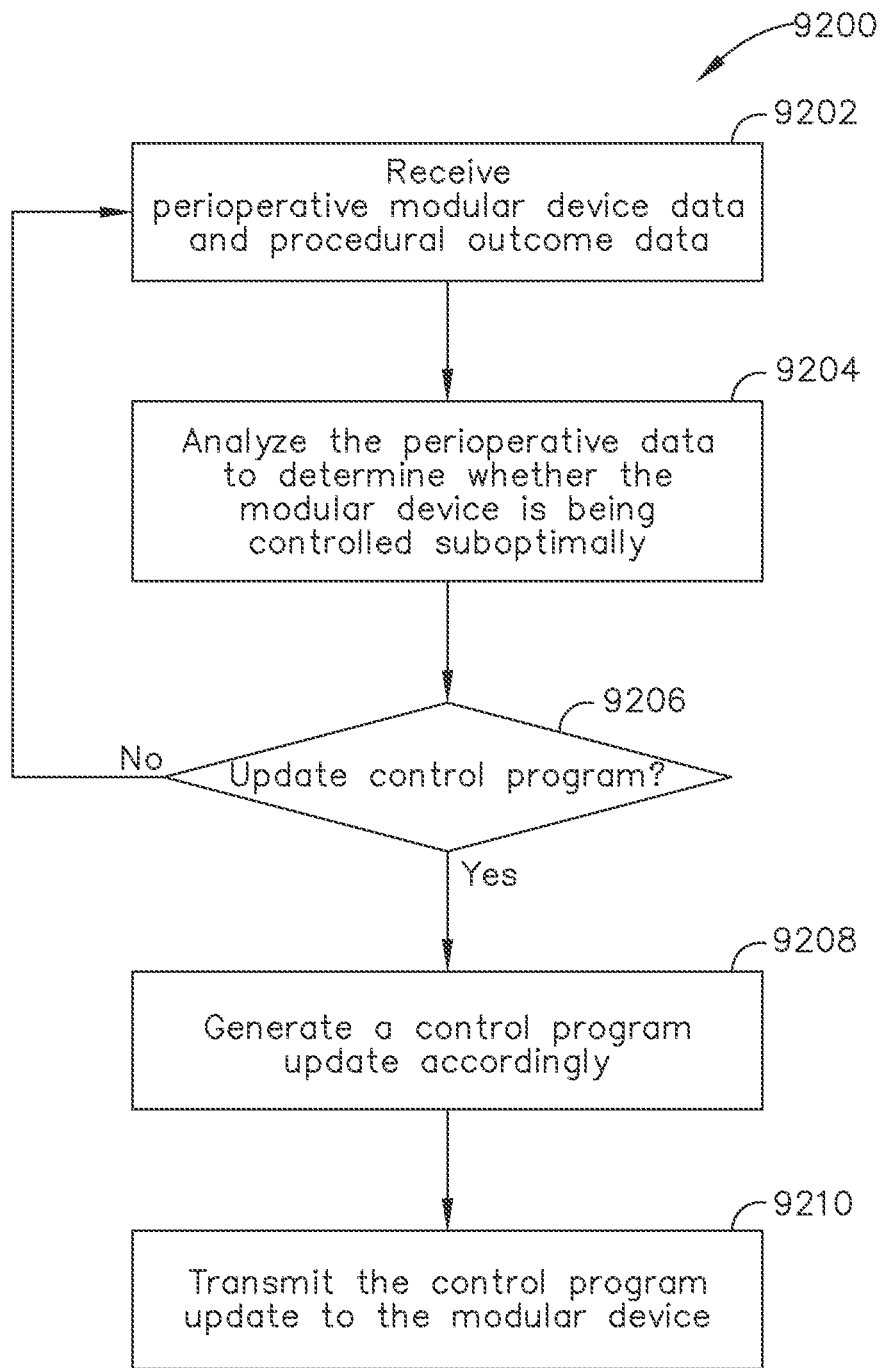 9200
9202
Receive
perioperative modular device data
and procedural outcome data
9204
Analyze the perioperative data
to determine whether the
modular device is being
controlled suboptimally
9206
No
Update control program?
Yes
9208
Generate a control program
update accordingly
9210
Transmit the control program
update to the modular device